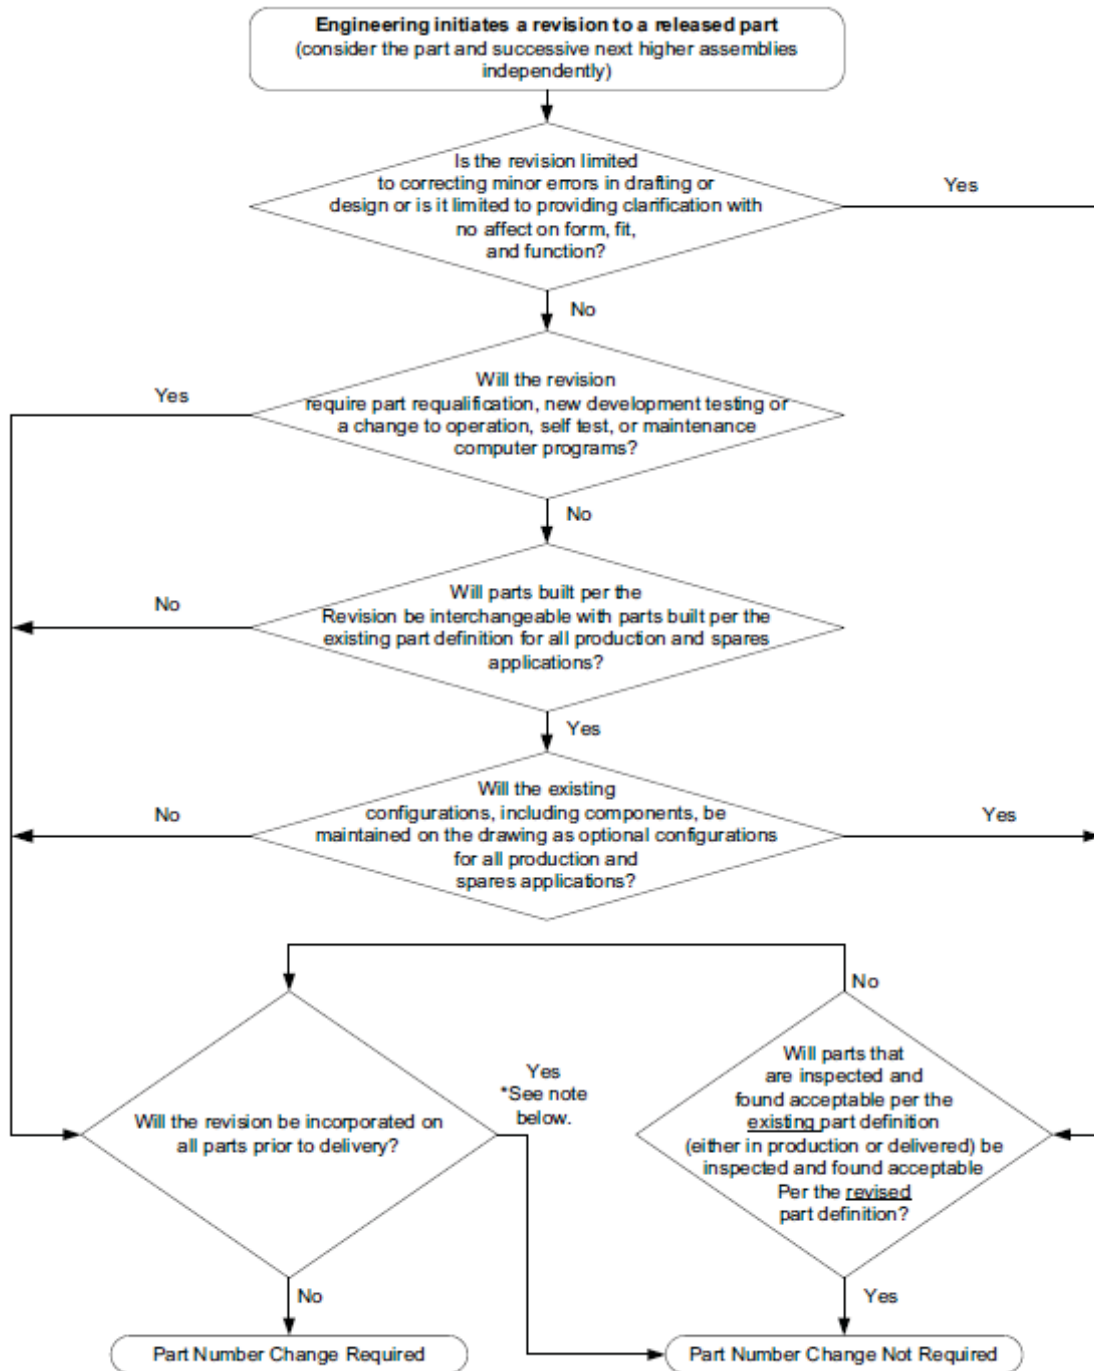 Engineering initiates a revision to a released part
(consider the part and successive next higher assemblies
independently)
Is the revision limited
to correcting minor errors in drafting or
design or is it limited to providing clarification with
no affect on form, fit,
and function?
Yes
No
Will the revision
require part requalification, new development testing or
a change to operation, self test, or maintenance
computer programs?
Yes
No
Will parts built per the
Revision be interchangeable with parts built per the
existing part definition for all production and spares
applications?
No
Yes
Will the existing
configurations, including components, be
maintained on the drawing as optional configurations
for all production and
spares applications?
No
Yes
No
Will the revision be incorporated on
all parts prior to delivery?
Yes
*See note
below.
Will parts that
are inspected and
found acceptable per the
existing part definition
(either in production or delivered) be
inspected and found acceptable
Per the revised
part definition?
No
Yes
Part Number Change Required
Part Number Change Not Required